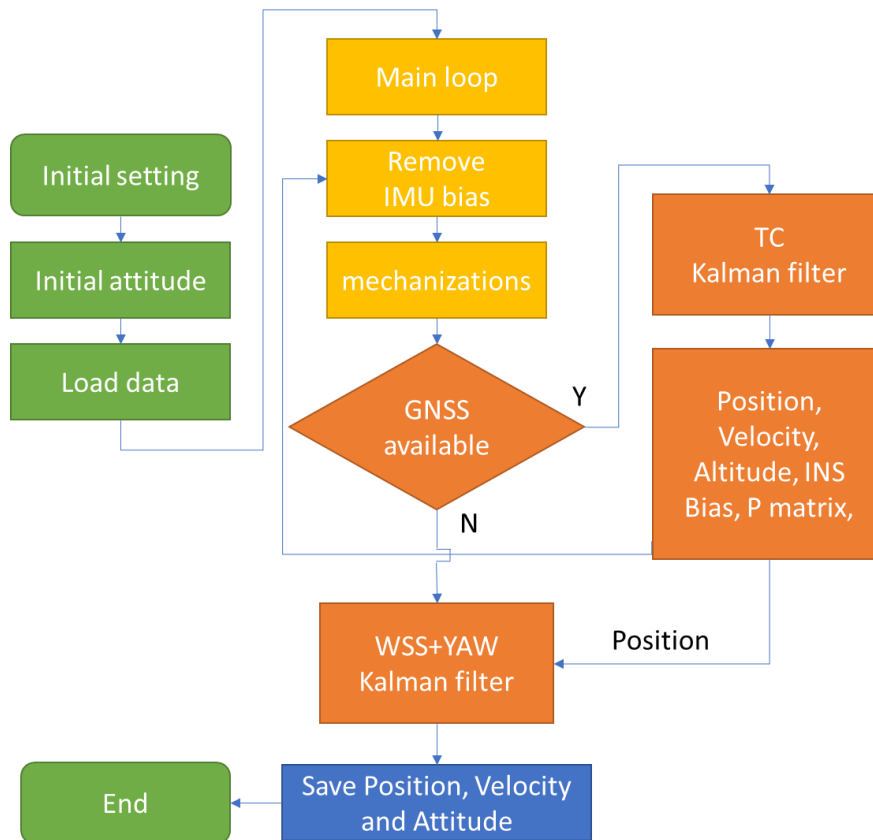 Main loop
Initial setting
Remove
IMU bias
Initial attitude
mechanizations
TC
Kalman filter
Load data
GNSS
available
Y
Position,
Velocity,
Altitude, INS
Bias, P matrix,
N
WSS+YAW
Kalman filter
Position
Save Position, Velocity
and Attitude
End